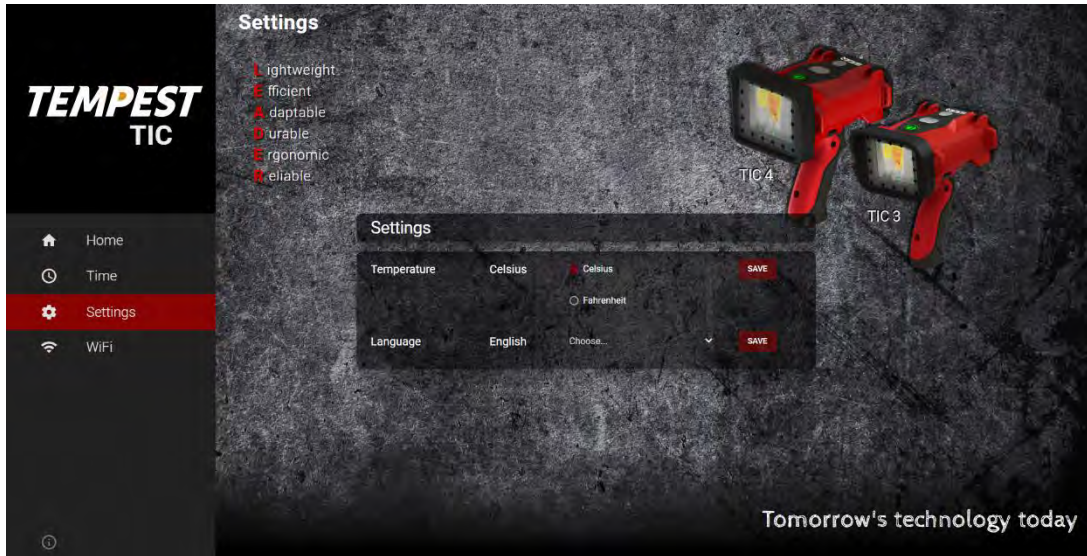 TEMPEST
TIC
Home
Time
Settings
WiFi
Settings
Lightweight
Efficient
Adaptable
Durable
Ergonomic
Reliable
TIC 4
TIC 3
Settings
Temperature Celsius Celsius SAVE
Fahrenheit
Language English Choose... SAVE
Tomorrow's technology today